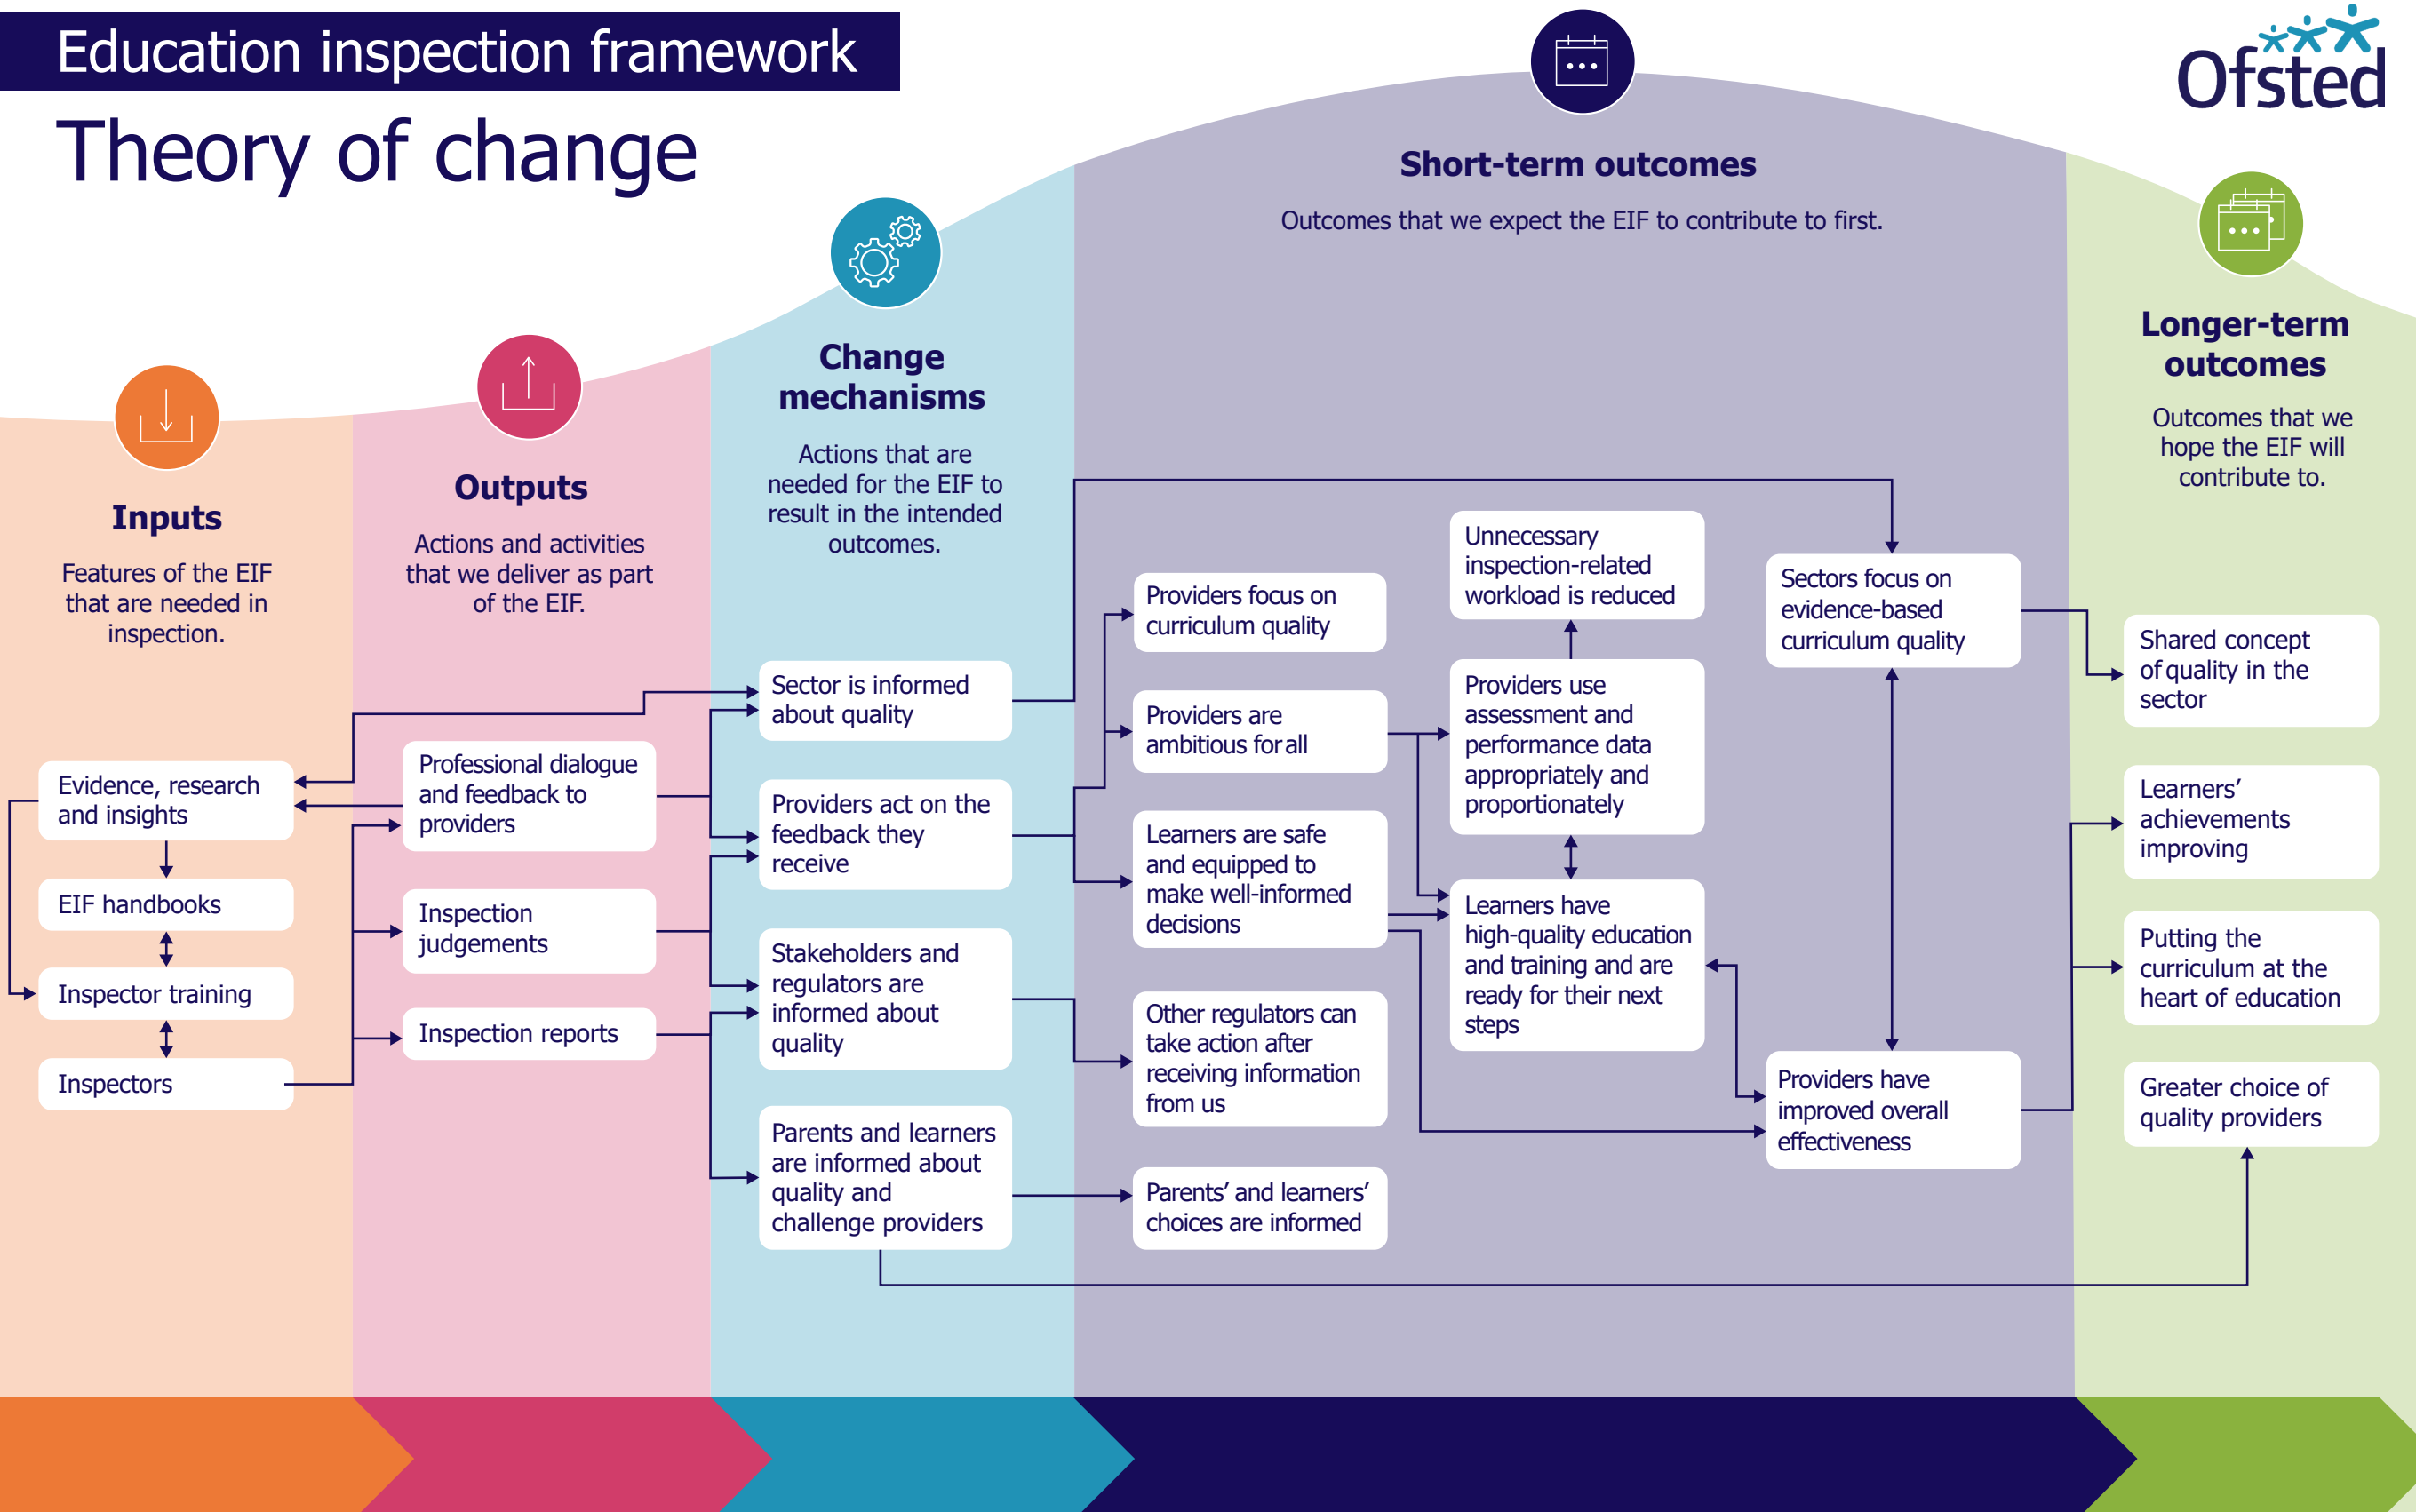 Education inspection framework
Theory of change
Ofsted
Inputs
Features of the EIF
that are needed in
inspection.
Evidence, research
and insights
EIF handbooks
Inspector training
Inspectors
Outputs
Actions and activities
that we deliver as part
of the EIF.
Professional dialogue
and feedback to
providers
Inspection
judgements
Inspection reports
Change
mechanisms
Actions that are
needed for the EIF to
result in the intended
outcomes.
Sector is informed
about quality
Providers act on the
feedback they
receive
Stakeholders and
regulators are
informed about
quality
Parents and learners
are informed about
quality and
challenge providers
Short-term outcomes
Outcomes that we expect the EIF to contribute to first.
Providers focus on
curriculum quality
Providers are
ambitious for all
Learners are safe
and equipped to
make well-informed
decisions
Other regulators can
take action after
receiving information
from us
Parents’ and learners’
choices are informed
Unnecessary
inspection-related
workload is reduced
Providers use
assessment and
performance data
appropriately and
proportionately
Learners have
high-quality education
and training and are
ready for their next
steps
Sectors focus on
evidence-based
curriculum quality
Providers have
improved overall
effectiveness
Longer-term
outcomes
Outcomes that we
hope the EIF will
contribute to.
Shared concept
of quality in the
sector
Learners’
achievements
improving
Putting the
curriculum at the
heart of education
Greater choice of
quality providers